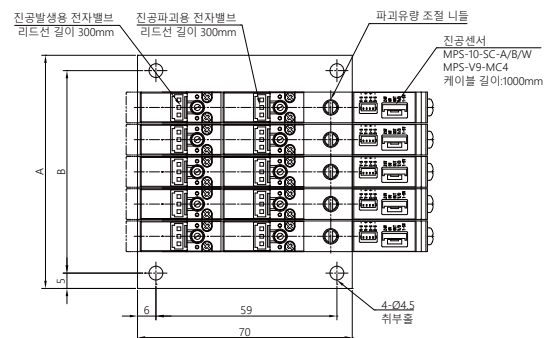 진공발생용 전자밸브
리드선 길이 300mm
진공파괴용 전자밸브
리드선 길이 300mm
파괴유량 조절 니들
진공센서
MPS-10-SC-A/B/W
MPS-V9-MC4
케이블 길이:1000mm
A
B
5
6
59
70
4-Ø4.5
취부홀